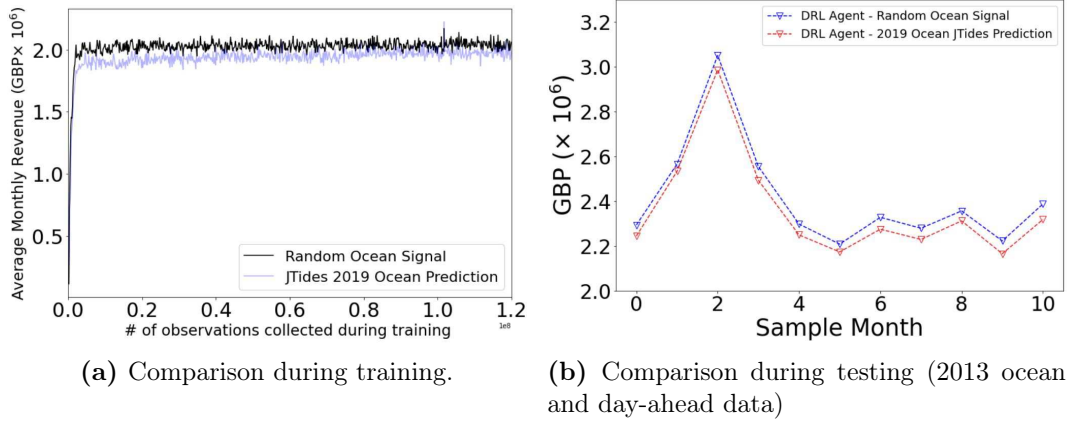 Average Monthly Revenue (GBP× 10⁶)
2.0
1.5
1.0
0.5
0.0 0.2 0.4 0.6 0.8 1.0 1.2
1e8
# of observations collected during training
Random Ocean Signal
JTides 2019 Ocean Prediction
(a) Comparison during training.
GBP (× 10⁶)
3.2
3.0
2.8
2.6
2.4
2.2
2.0
0 2 4 6 8 10
Sample Month
DRL Agent - Random Ocean Signal
DRL Agent - 2019 Ocean JTides Prediction
(b) Comparison during testing (2013 ocean
and day-ahead data)